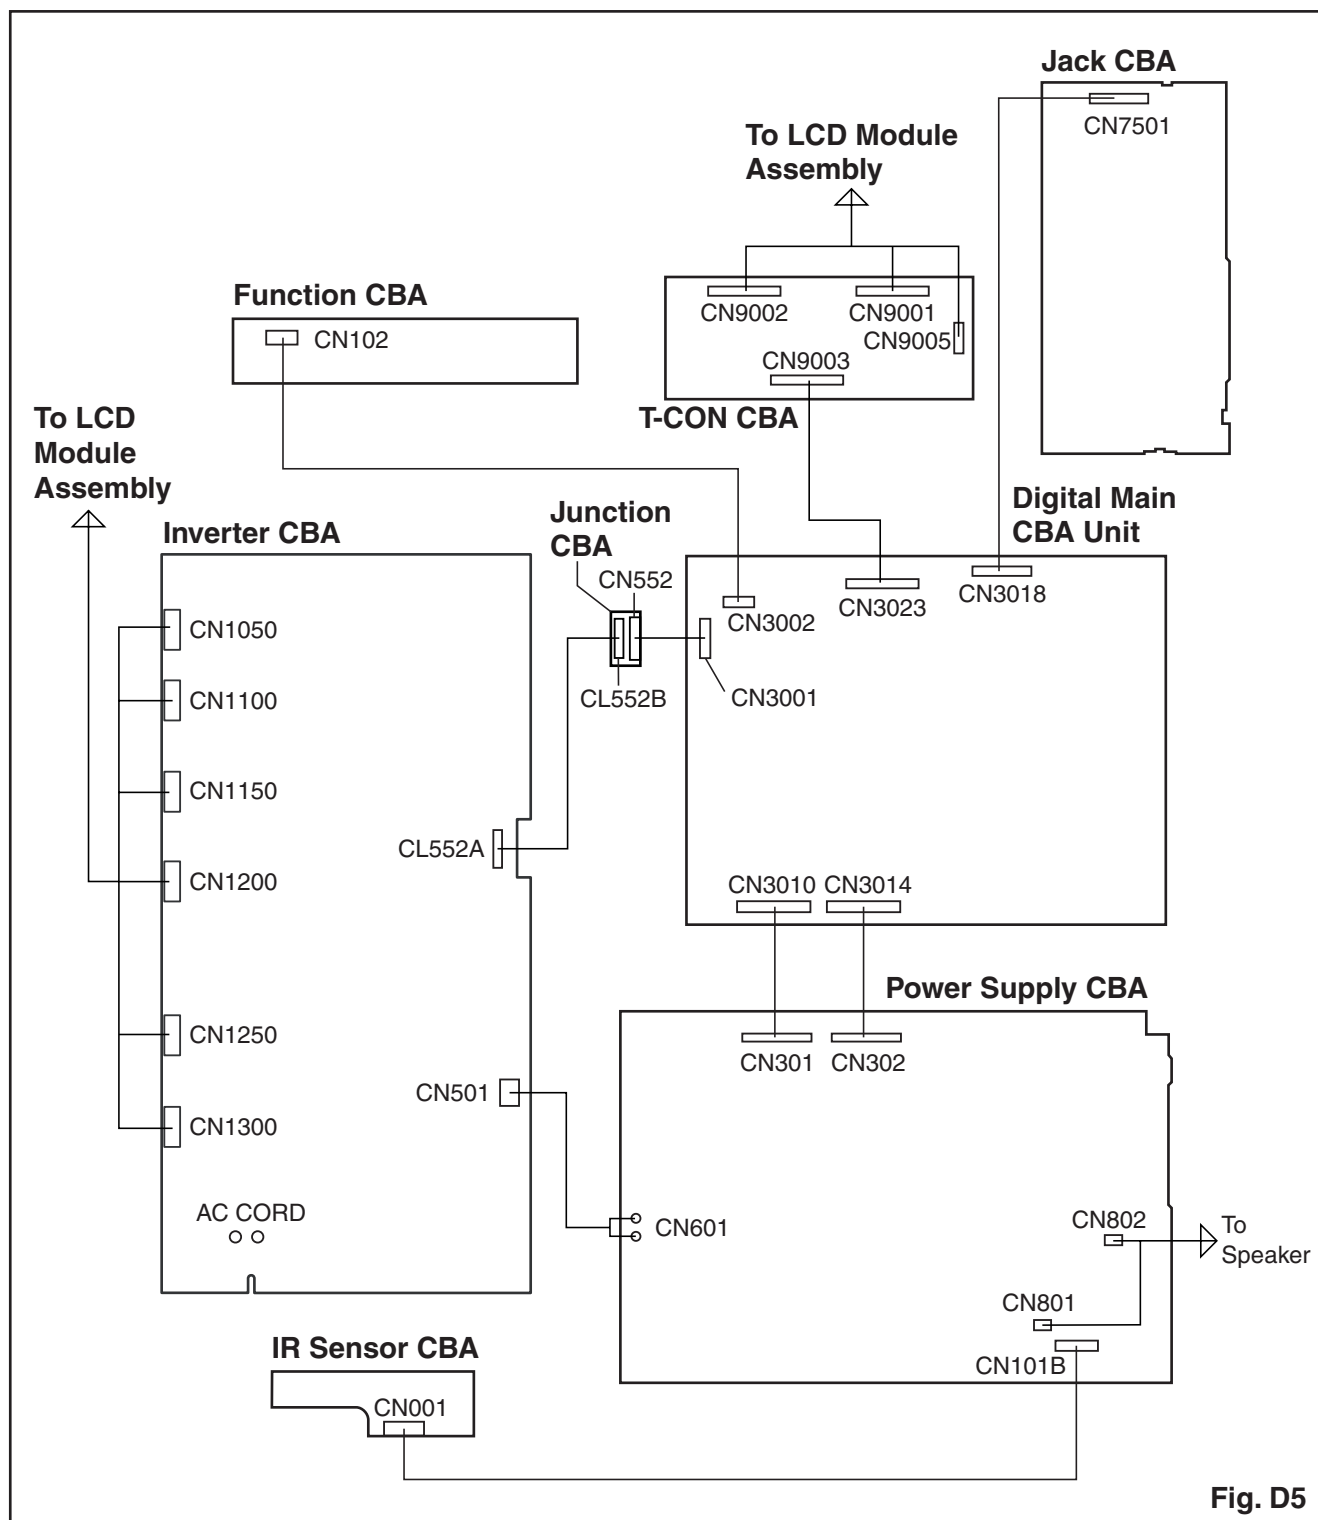 Jack CBA
CN7501
To LCD Module
Assembly
Function CBA
CN102
CN9002
CN9001
CN9005
CN9003
T-CON CBA
To LCD
Module
Assembly
Inverter CBA
Junction
CBA
CN552
Digital Main
CBA Unit
CN3002
CN3023
CN3018
CL552B
CN3001
CN1050
CN1100
CN1150
CL552A
CN1200
CN3010
CN3014
Power Supply CBA
CN1250
CN301
CN302
CN501
CN1300
AC CORD
CN601
CN802
To
Speaker
CN801
CN101B
IR Sensor CBA
CN001
Fig. D5